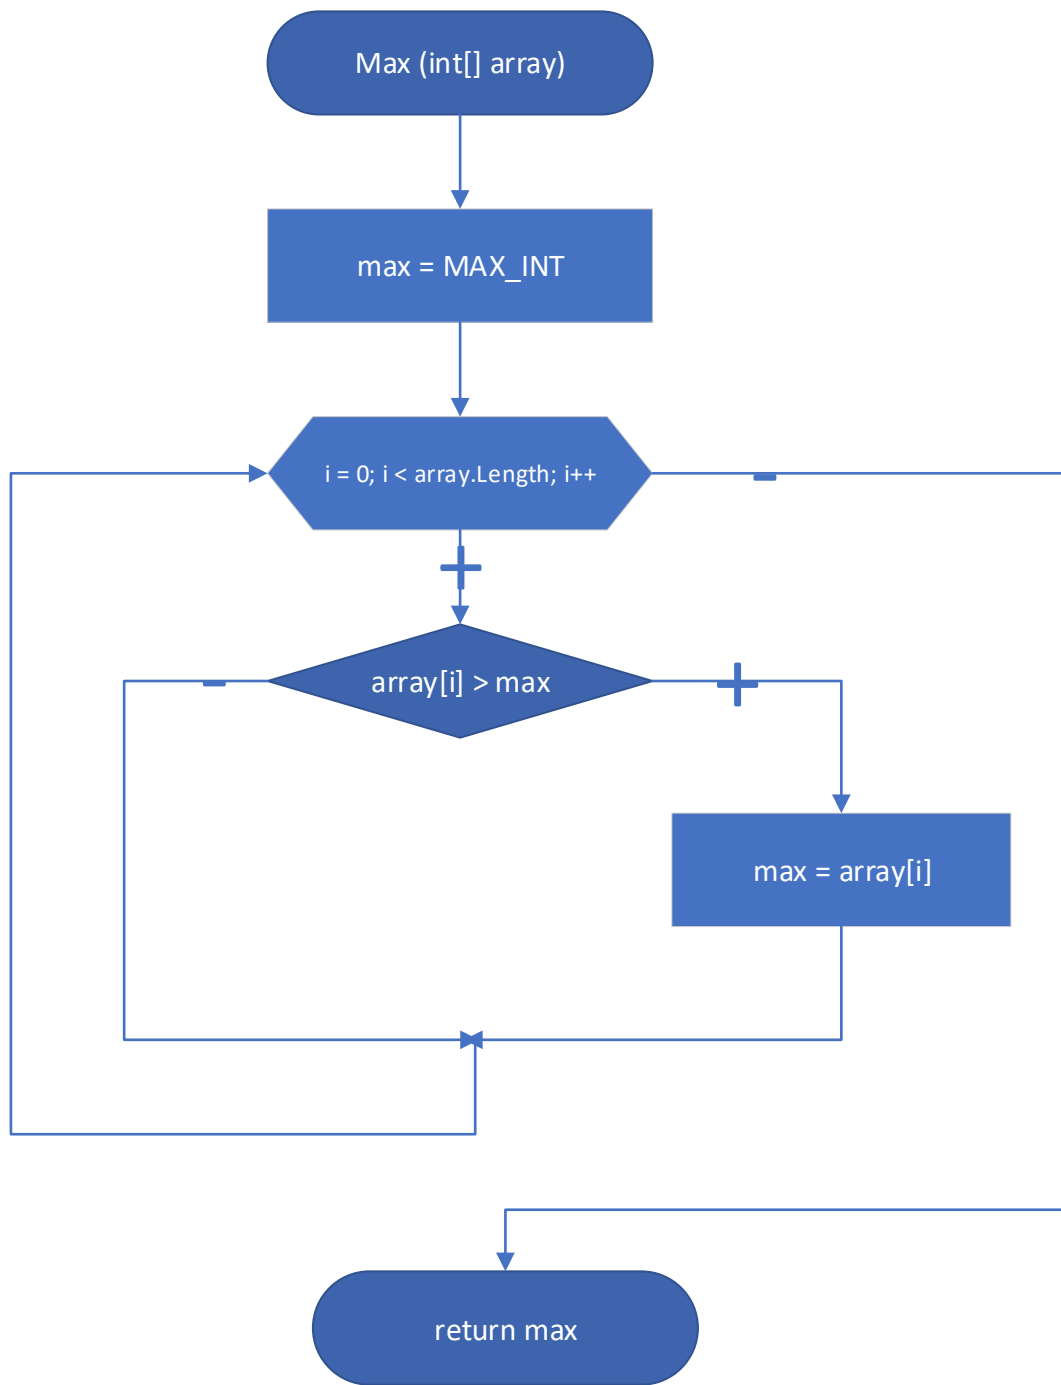 Max (int[] array)
max = MAX_INT
i = 0; i < array.Length; i++
+
-
array[i] > max
-
+
max = array[i]
return max